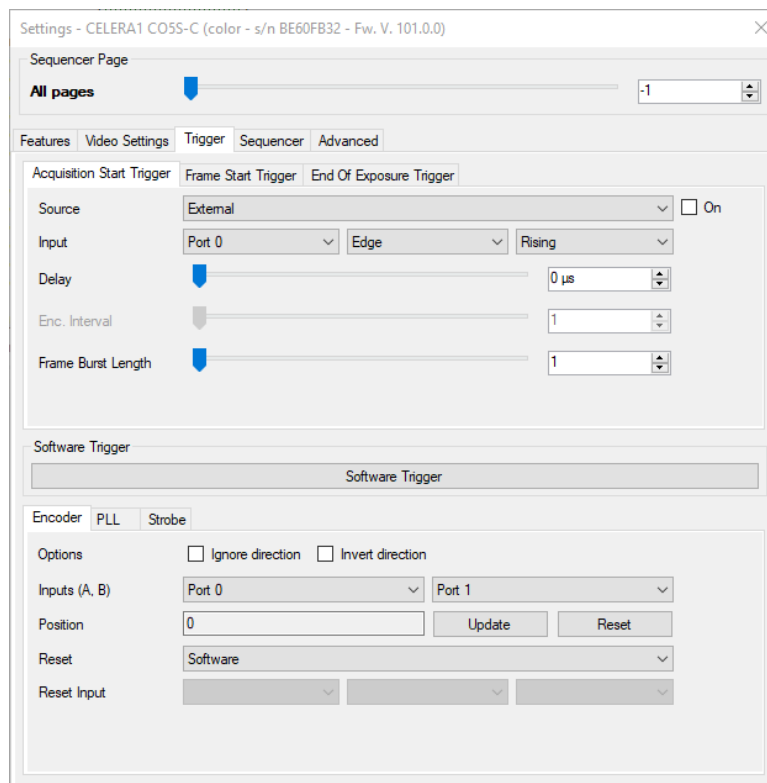 Settings - CELERA1 CO5S-C (color - s/n BE60FB32 - Fw. V. 101.0.0)
Sequencer Page
All pages -1
Features Video Settings Trigger Sequencer Advanced
Acquisition Start Trigger Frame Start Trigger End Of Exposure Trigger
Source External On
Input Port 0 Edge Rising
Delay 0 µs
Enc. Interval 1
Frame Burst Length 1
Software Trigger
Software Trigger
Encoder PLL Strobe
Options Ignore direction Invert direction
Inputs (A, B) Port 0 Port 1
Position 0 Update Reset
Reset Software
Reset Input